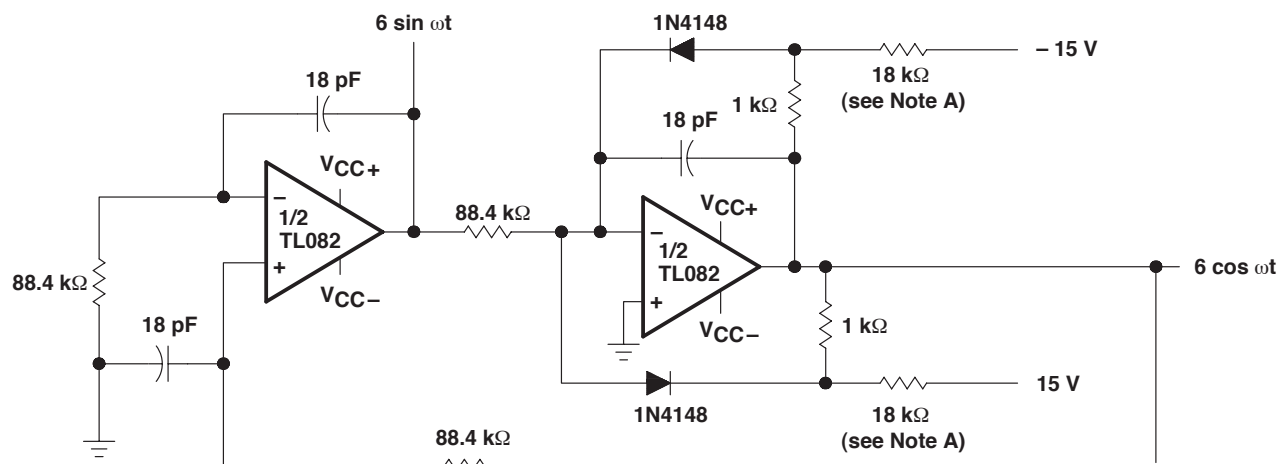 6 sin ωt
1N4148
– 15 V
18 kΩ
(see Note A)
18 pF
1 kΩ
18 pF
VCC+
–
1/2
TL082
+
VCC–
88.4 kΩ
VCC+
–
1/2
TL082
+
VCC–
6 cos ωt
88.4 kΩ
18 pF
1 kΩ
1N4148
15 V
18 kΩ
(see Note A)
88.4 kΩ